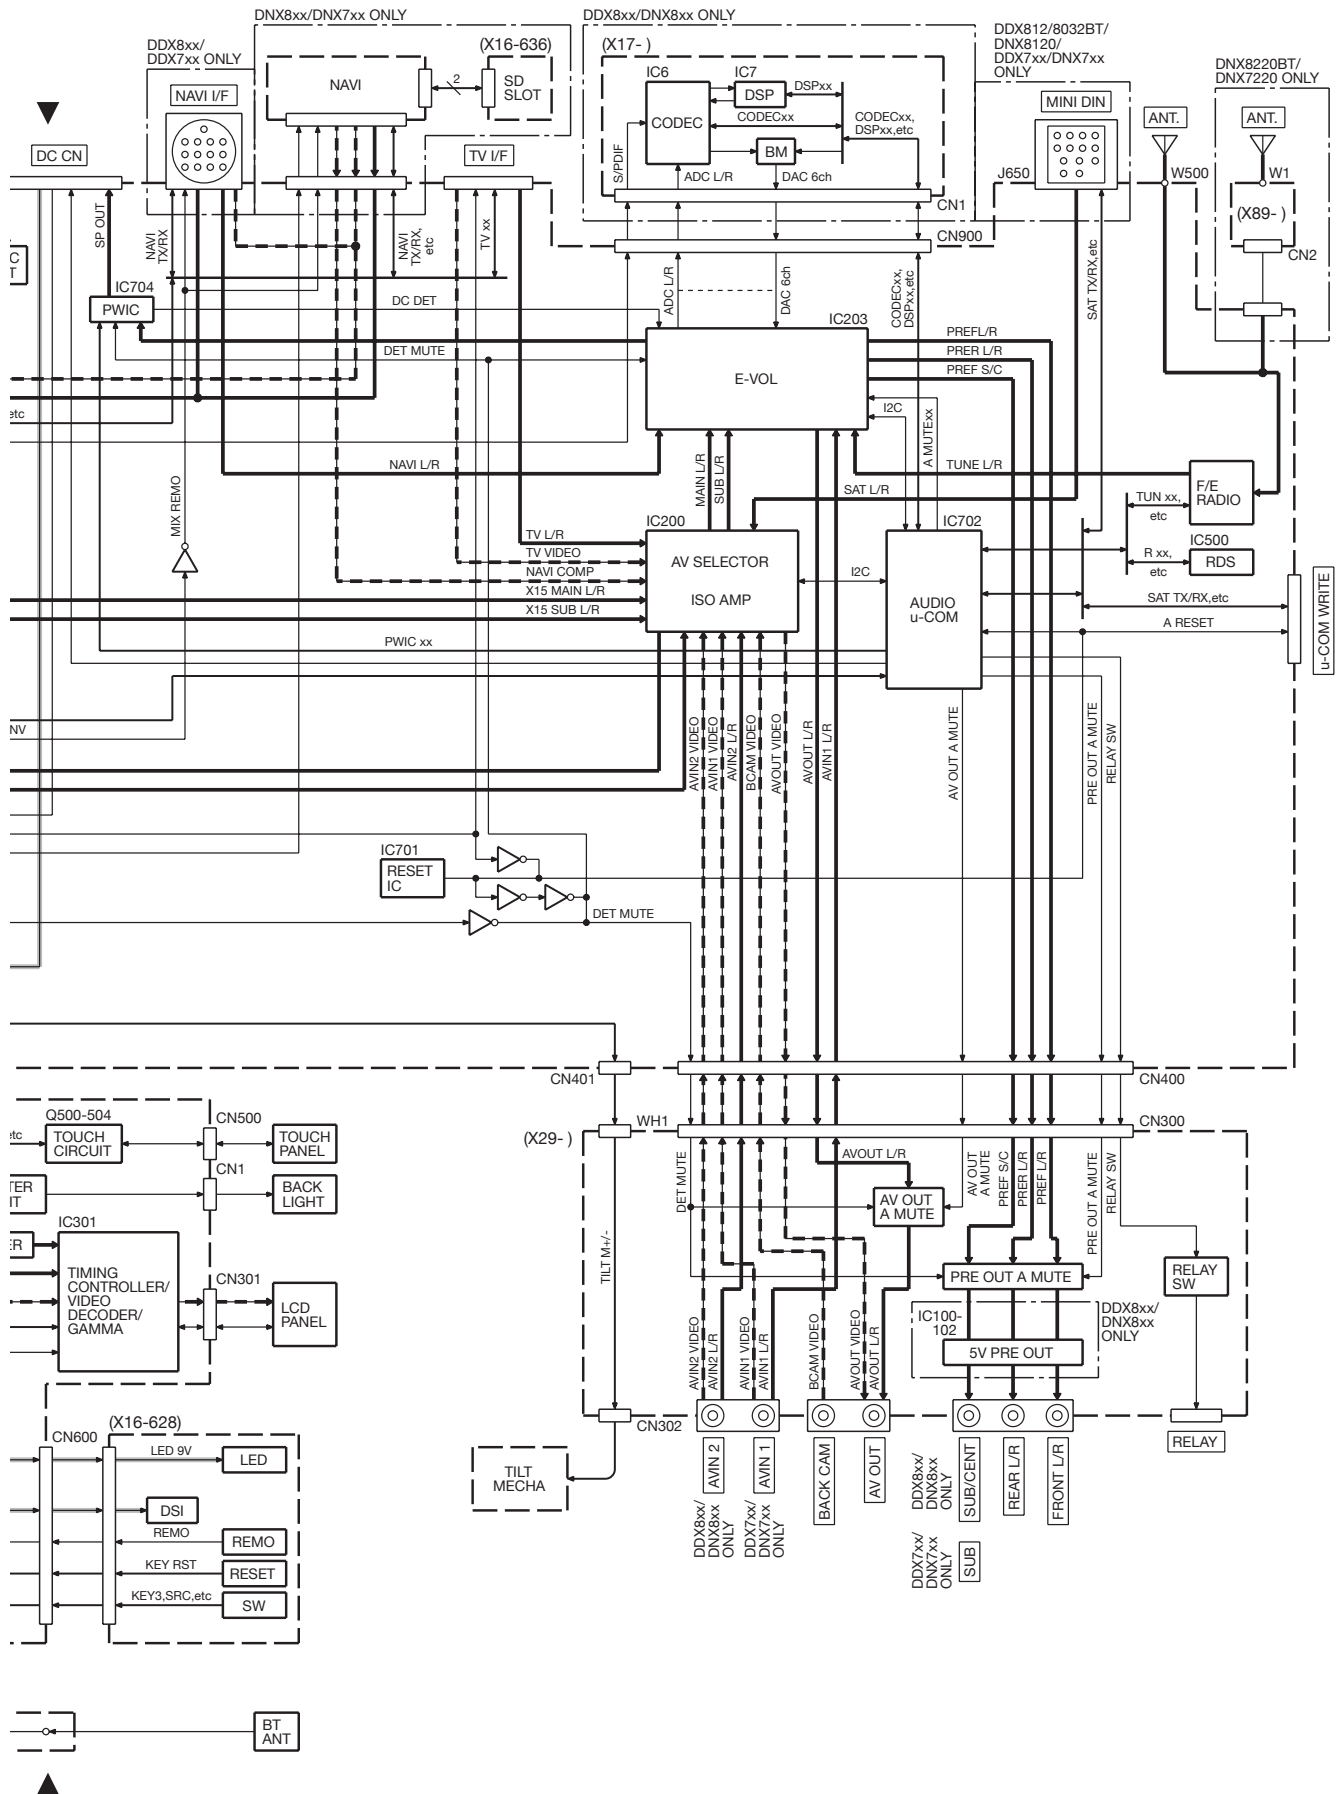 DNX8xx/DNX7xx ONLY
DDX8xx/DNX8xx ONLY
DDX8xx/
DDX7xx ONLY
(X16-636)
(X17- )
DDX812/8032BT/
DNX8120/
DDX7xx/DNX7xx
ONLY
DNX8220BT/
DNX7220 ONLY
NAVI I/F
NAVI
2
SD
SLOT
IC6
IC7
DSP
DSPxx
CODEC
CODECxx
CODECxx,
DSPxx,etc
BM
S/PDIF
ADC L/R
DAC 6ch
MINI DIN
ANT.
ANT.
DC CN
TV I/F
J650
W500
W1
CN1
(X89- )
CN900
CN2
C
T
SP OUT
NAVI
TX/RX
NAVI
TX/RX,
etc
TV xx
SAT TX/RX,etc
IC704
PWIC
DC DET
ADC L/R
DAC 6ch
CODECxx,
DSPxx,etc
IC203
E-VOL
DET MUTE
PREFL/R
PRER L/R
PREF S/C
I2C
A MUTExx
etc
NAVI L/R
MAIN L/R
SUB L/R
TUNE L/R
SAT L/R
F/E
RADIO
TUN xx,
etc
MIX REMO
IC200
IC702
IC500
RDS
R xx,
etc
TV L/R
TV VIDEO
NAVI COMP
X15 MAIN L/R
X15 SUB L/R
AV SELECTOR
ISO AMP
I2C
AUDIO
u-COM
SAT TX/RX,etc
A RESET
u-COM WRITE
PWIC xx
NV
AVIN2 VIDEO
AVIN1 VIDEO
AVIN2 L/R
BCAM VIDEO
AVOUT VIDEO
AVOUT L/R
AVIN1 L/R
AV OUT A MUTE
PRE OUT A MUTE
RELAY SW
IC701
RESET
IC
DET MUTE
CN401
CN400
Q500-504
CN500
etc
TOUCH
CIRCUIT
TOUCH
PANEL
WH1
(X29- )
CN300
CN1
TER
IT
BACK
LIGHT
DET MUTE
AVOUT L/R
AV OUT
A MUTE
AV OUT
A MUTE
PREF S/C
PRER L/R
PREF L/R
PRE OUT A MUTE
RELAY SW
IC301
ER
TIMING
CONTROLLER/
VIDEO
DECODER/
GAMMA
CN301
LCD
PANEL
TILT M+/-
PRE OUT A MUTE
RELAY
SW
IC100-
102
DDX8xx/
DNX8xx
ONLY
5V PRE OUT
AVIN2 VIDEO
AVIN2 L/R
AVIN1 VIDEO
AVIN1 L/R
BCAM VIDEO
AVOUT VIDEO
AVOUT L/R
CN302
(X16-628)
CN600
LED 9V
LED
DSI
REMO
REMO
KEY RST
RESET
KEY3,SRC,etc
SW
TILT
MECHA
AVIN 2
AVIN 1
BACK CAM
AV OUT
SUB/CENT
REAR L/R
FRONT L/R
RELAY
DDX8xx/
DNX8xx
ONLY
DDX7xx/
DNX7xx
ONLY
DDX8xx/
DNX8xx
ONLY
DDX7xx/
DNX7xx
ONLY
SUB
BT
ANT